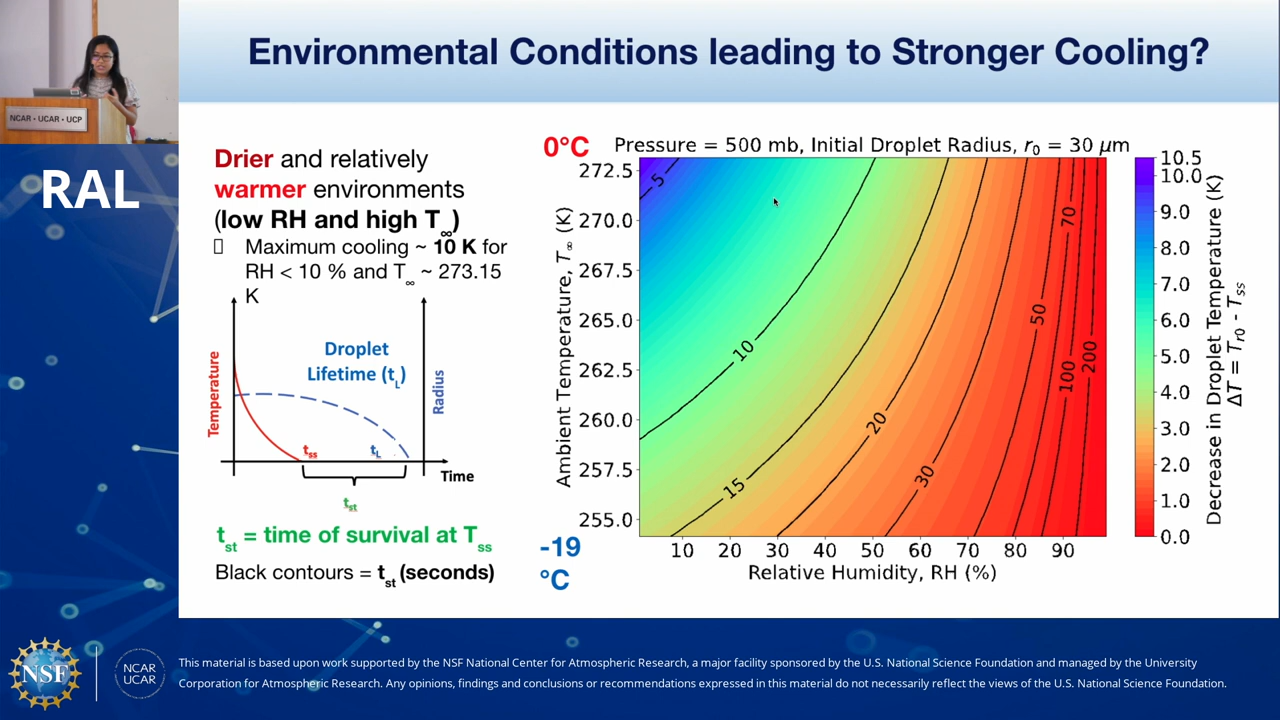 Environmental Conditions leading to Stronger Cooling?
NCAR • UCAR • UCP
RAL
Drier and relatively
warmer environments
(low RH and high T∞)
Maximum cooling ~ 10 K for
RH < 10 % and T∞ ~ 273.15
K
Temperature
Droplet
Lifetime (tL)
Radius
tss
tL
Time
tst
tst = time of survival at Tss
Black contours = tst (seconds)
0°C
-19
°C
Pressure = 500 mb, Initial Droplet Radius, r0 = 30 μm
Ambient Temperature, T∞ (K)
272.5
270.0
267.5
265.0
262.5
260.0
257.5
255.0
5
10
15
20
30
50
70
100
200
10 20 30 40 50 60 70 80 90
Relative Humidity, RH (%)
10.5
10.0
9.0
8.0
7.0
6.0
5.0
4.0
3.0
2.0
1.0
0.0
Decrease in Droplet Temperature (K)
ΔT = Tr0 - Tss
NSF
NCAR
UCAR
This material is based upon work supported by the NSF National Center for Atmospheric Research, a major facility sponsored by the U.S. National Science Foundation and managed by the University
Corporation for Atmospheric Research. Any opinions, findings and conclusions or recommendations expressed in this material do not necessarily reflect the views of the U.S. National Science Foundation.